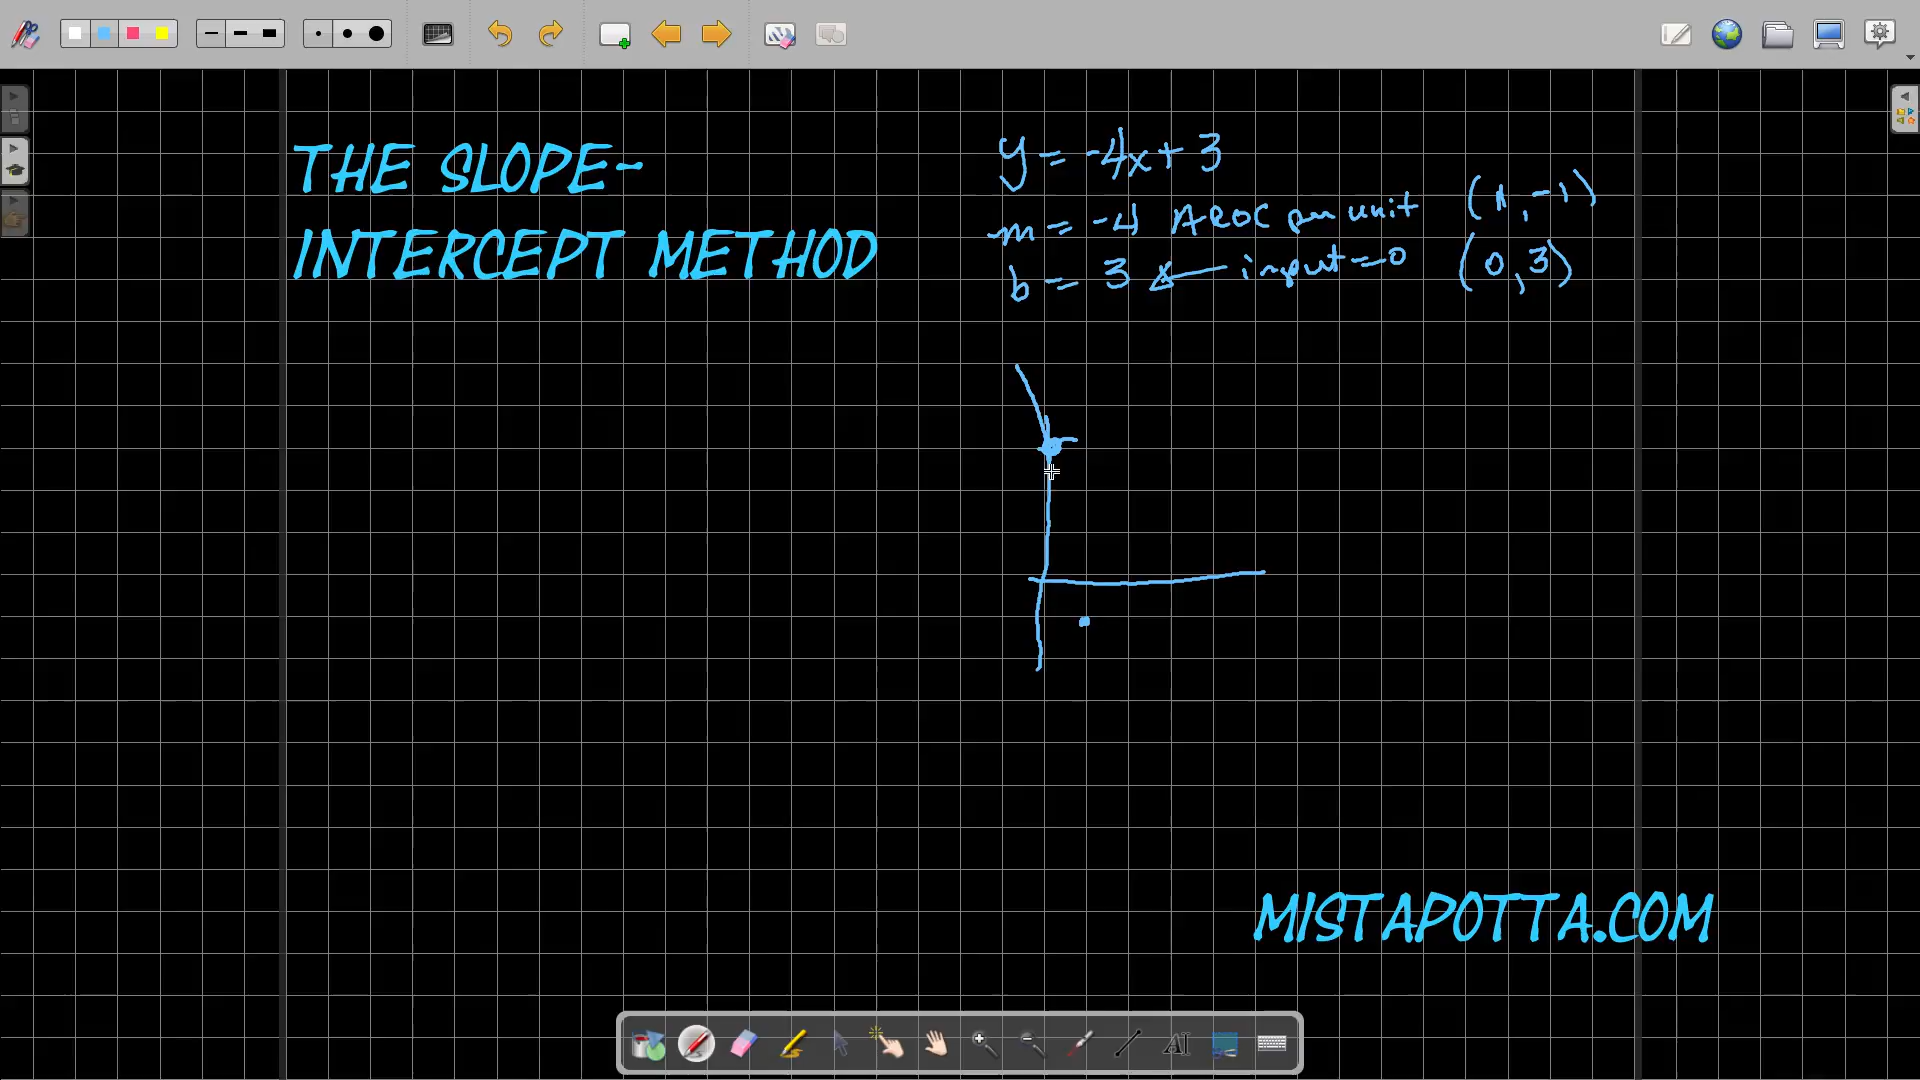 THE SLOPE-
INTERCEPT METHOD
y = -4x + 3
m = -4 AROC per unit (1, -1)
b = 3 ← input = 0 (0, 3)
MISTAPOTTA.COM
AI